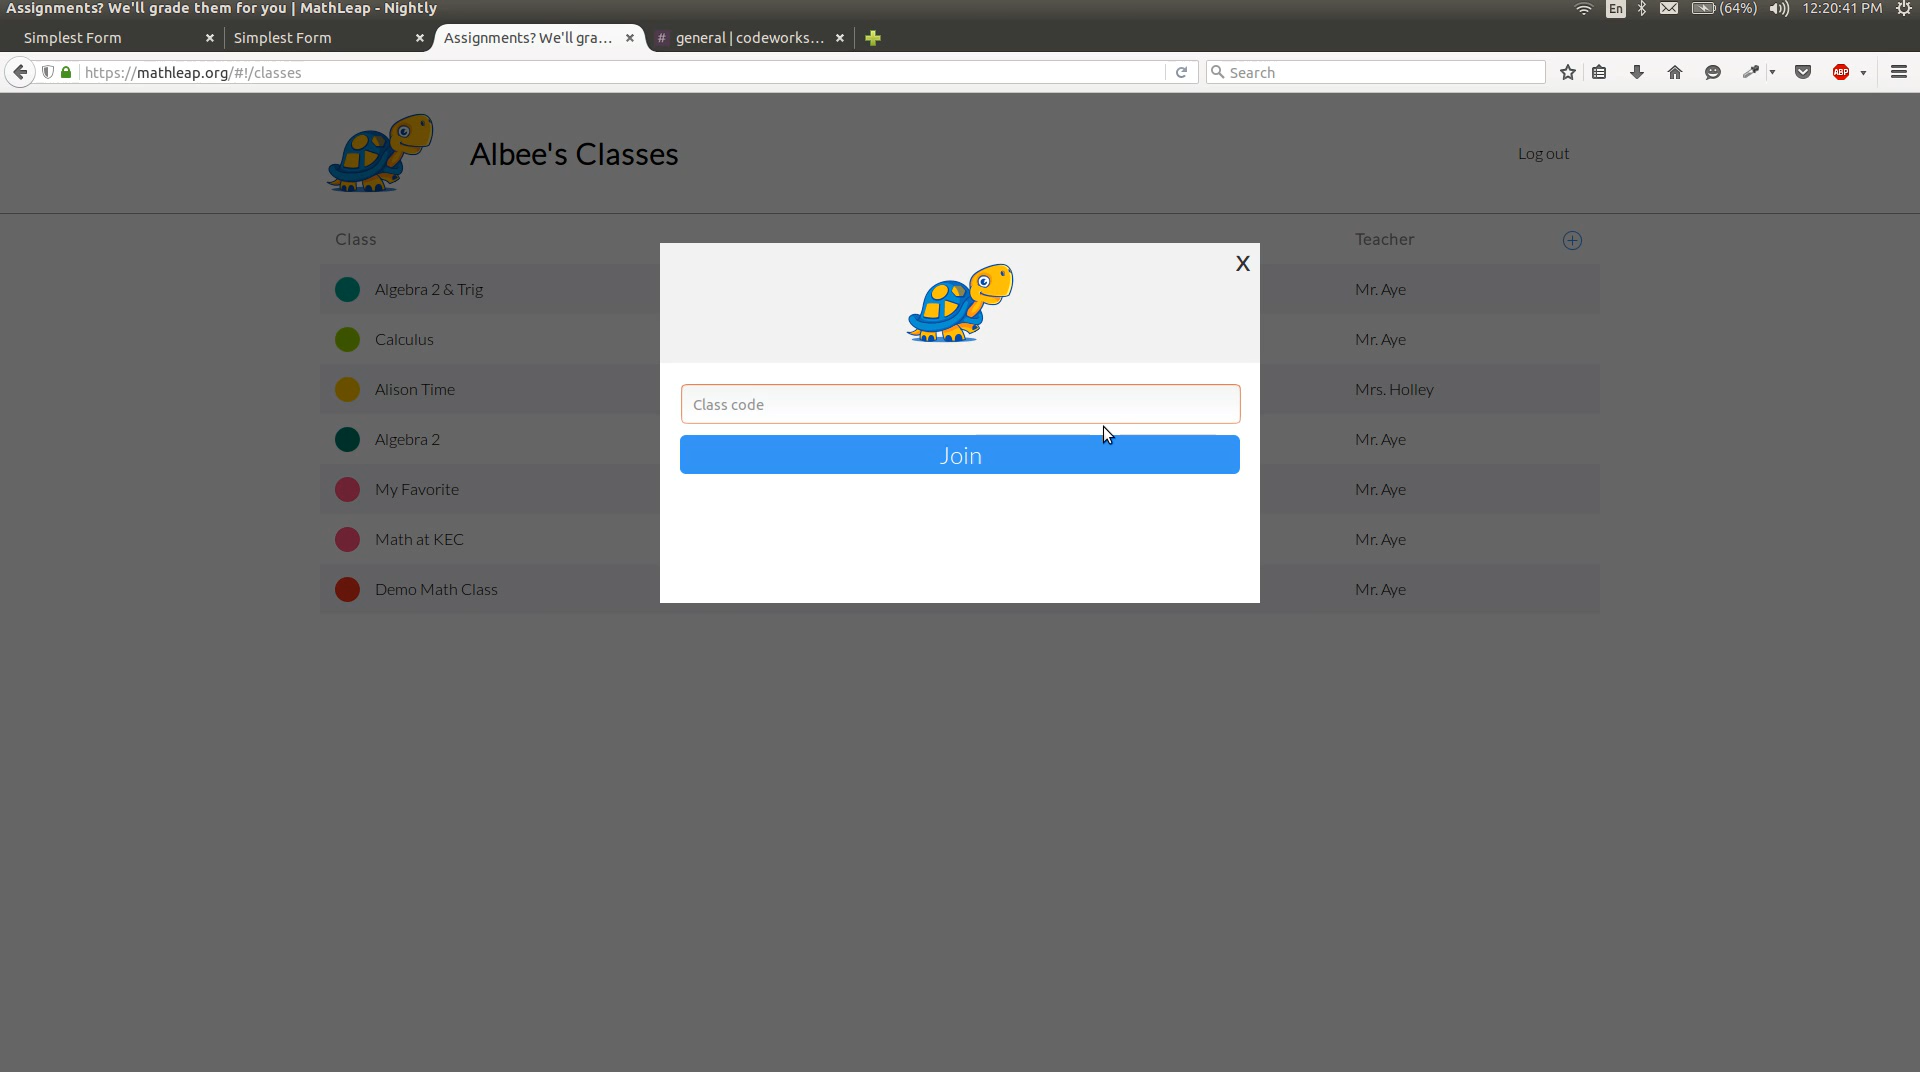 Assignments? We'll grade them for you | MathLeap - Nightly
En (64%) 12:20:41 PM
Simplest Form Simplest Form Assignments? We'll gra... # general | codeworks...
https://mathleap.org/#!/classes Search ABP
Albee's Classes Log out
Class Teacher
X
Algebra 2 & Trig Mr. Aye
Calculus Mr. Aye
Alison Time Mrs. Holley
Class code
Algebra 2 Mr. Aye
Join
My Favorite Mr. Aye
Math at KEC Mr. Aye
Demo Math Class Mr. Aye